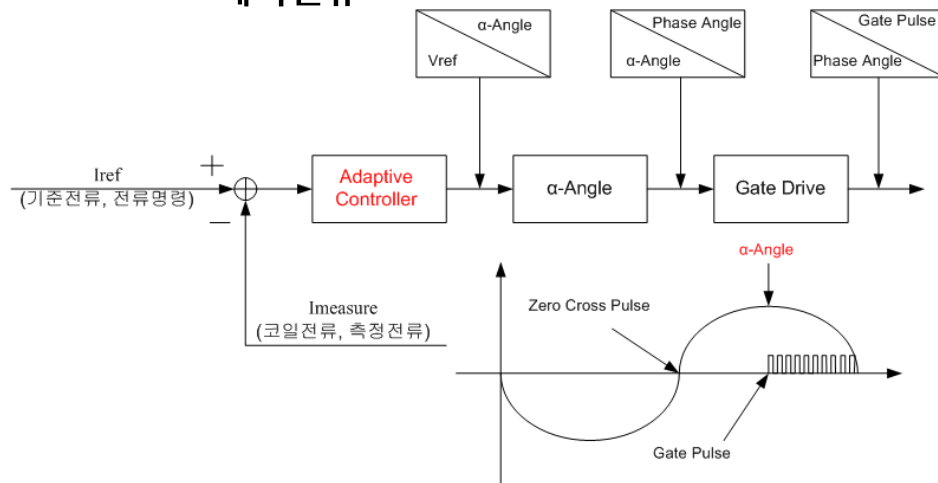 α-Angle
Vref
Phase Angle
α-Angle
Gate Pulse
Phase Angle
Iref
(기준전류, 전류명령)
+
−
Adaptive
Controller
α-Angle
Gate Drive
Imeasure
(코일전류, 측정전류)
α-Angle
Zero Cross Pulse
Gate Pulse